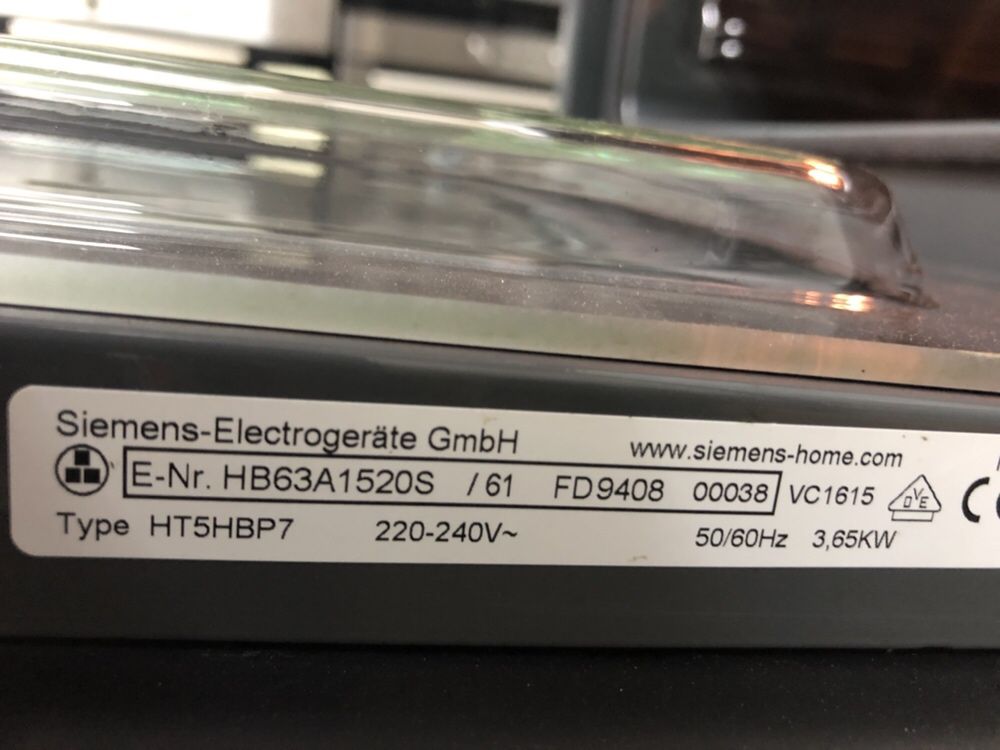 Siemens-Electrogeräte GmbH www.siemens-home.com
E-Nr. HB63A1520S /61 FD9408 00038 VC1615 DVE
Type HT5HBP7 220-240V~ 50/60Hz 3,65KW